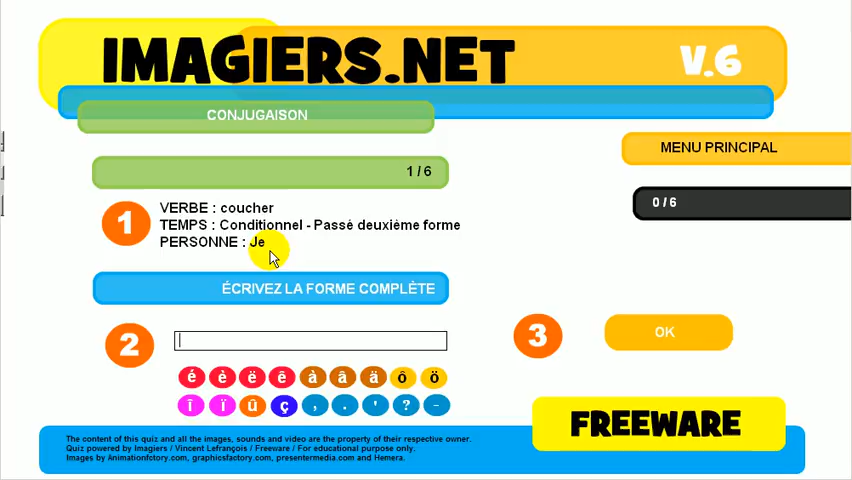 IMAGIERS.NET
V.6
CONJUGAISON
MENU PRINCIPAL
1 / 6
0 / 6
1
VERBE : coucher
TEMPS : Conditionnel - Passé deuxième forme
PERSONNE : Je
ÉCRIVEZ LA FORME COMPLÈTE
2
3
OK
é è ë ê à â ä ô ö
î ï û ç , . ' ? -
FREEWARE
The content of this quiz and all the images, sounds and video are the property of their respective owner.
Quiz powered by Imagiers / Vincent Lefrançois / Freeware / For educational purpose only.
Images by Animationfctory.com, graphicsfactory.com, presentermedia.com and Hemera.